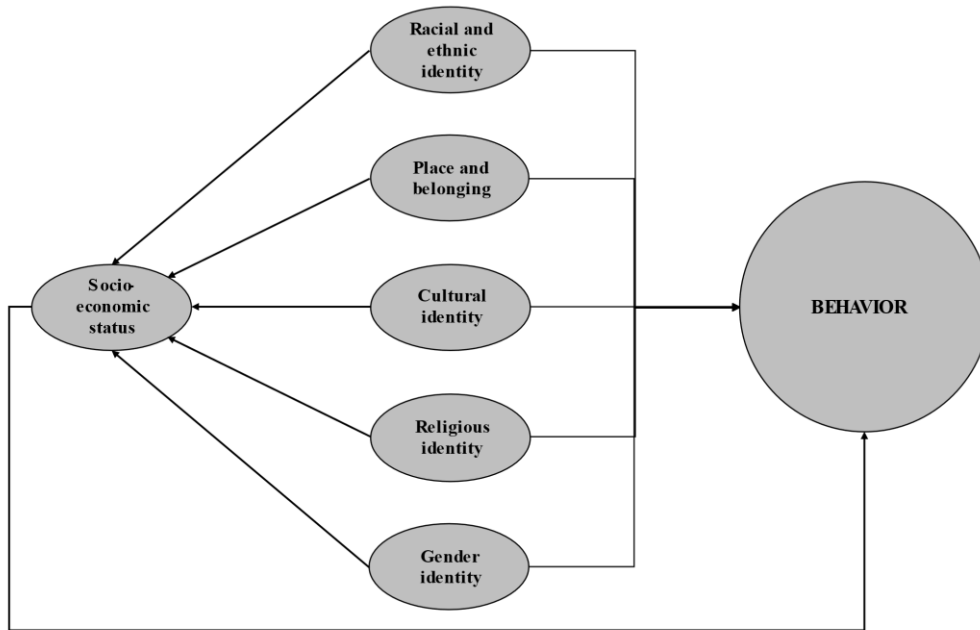 Racial and
ethnic
identity
Place and
belonging
Socio-
economic
status
Cultural
identity
BEHAVIOR
Religious
identity
Gender
identity